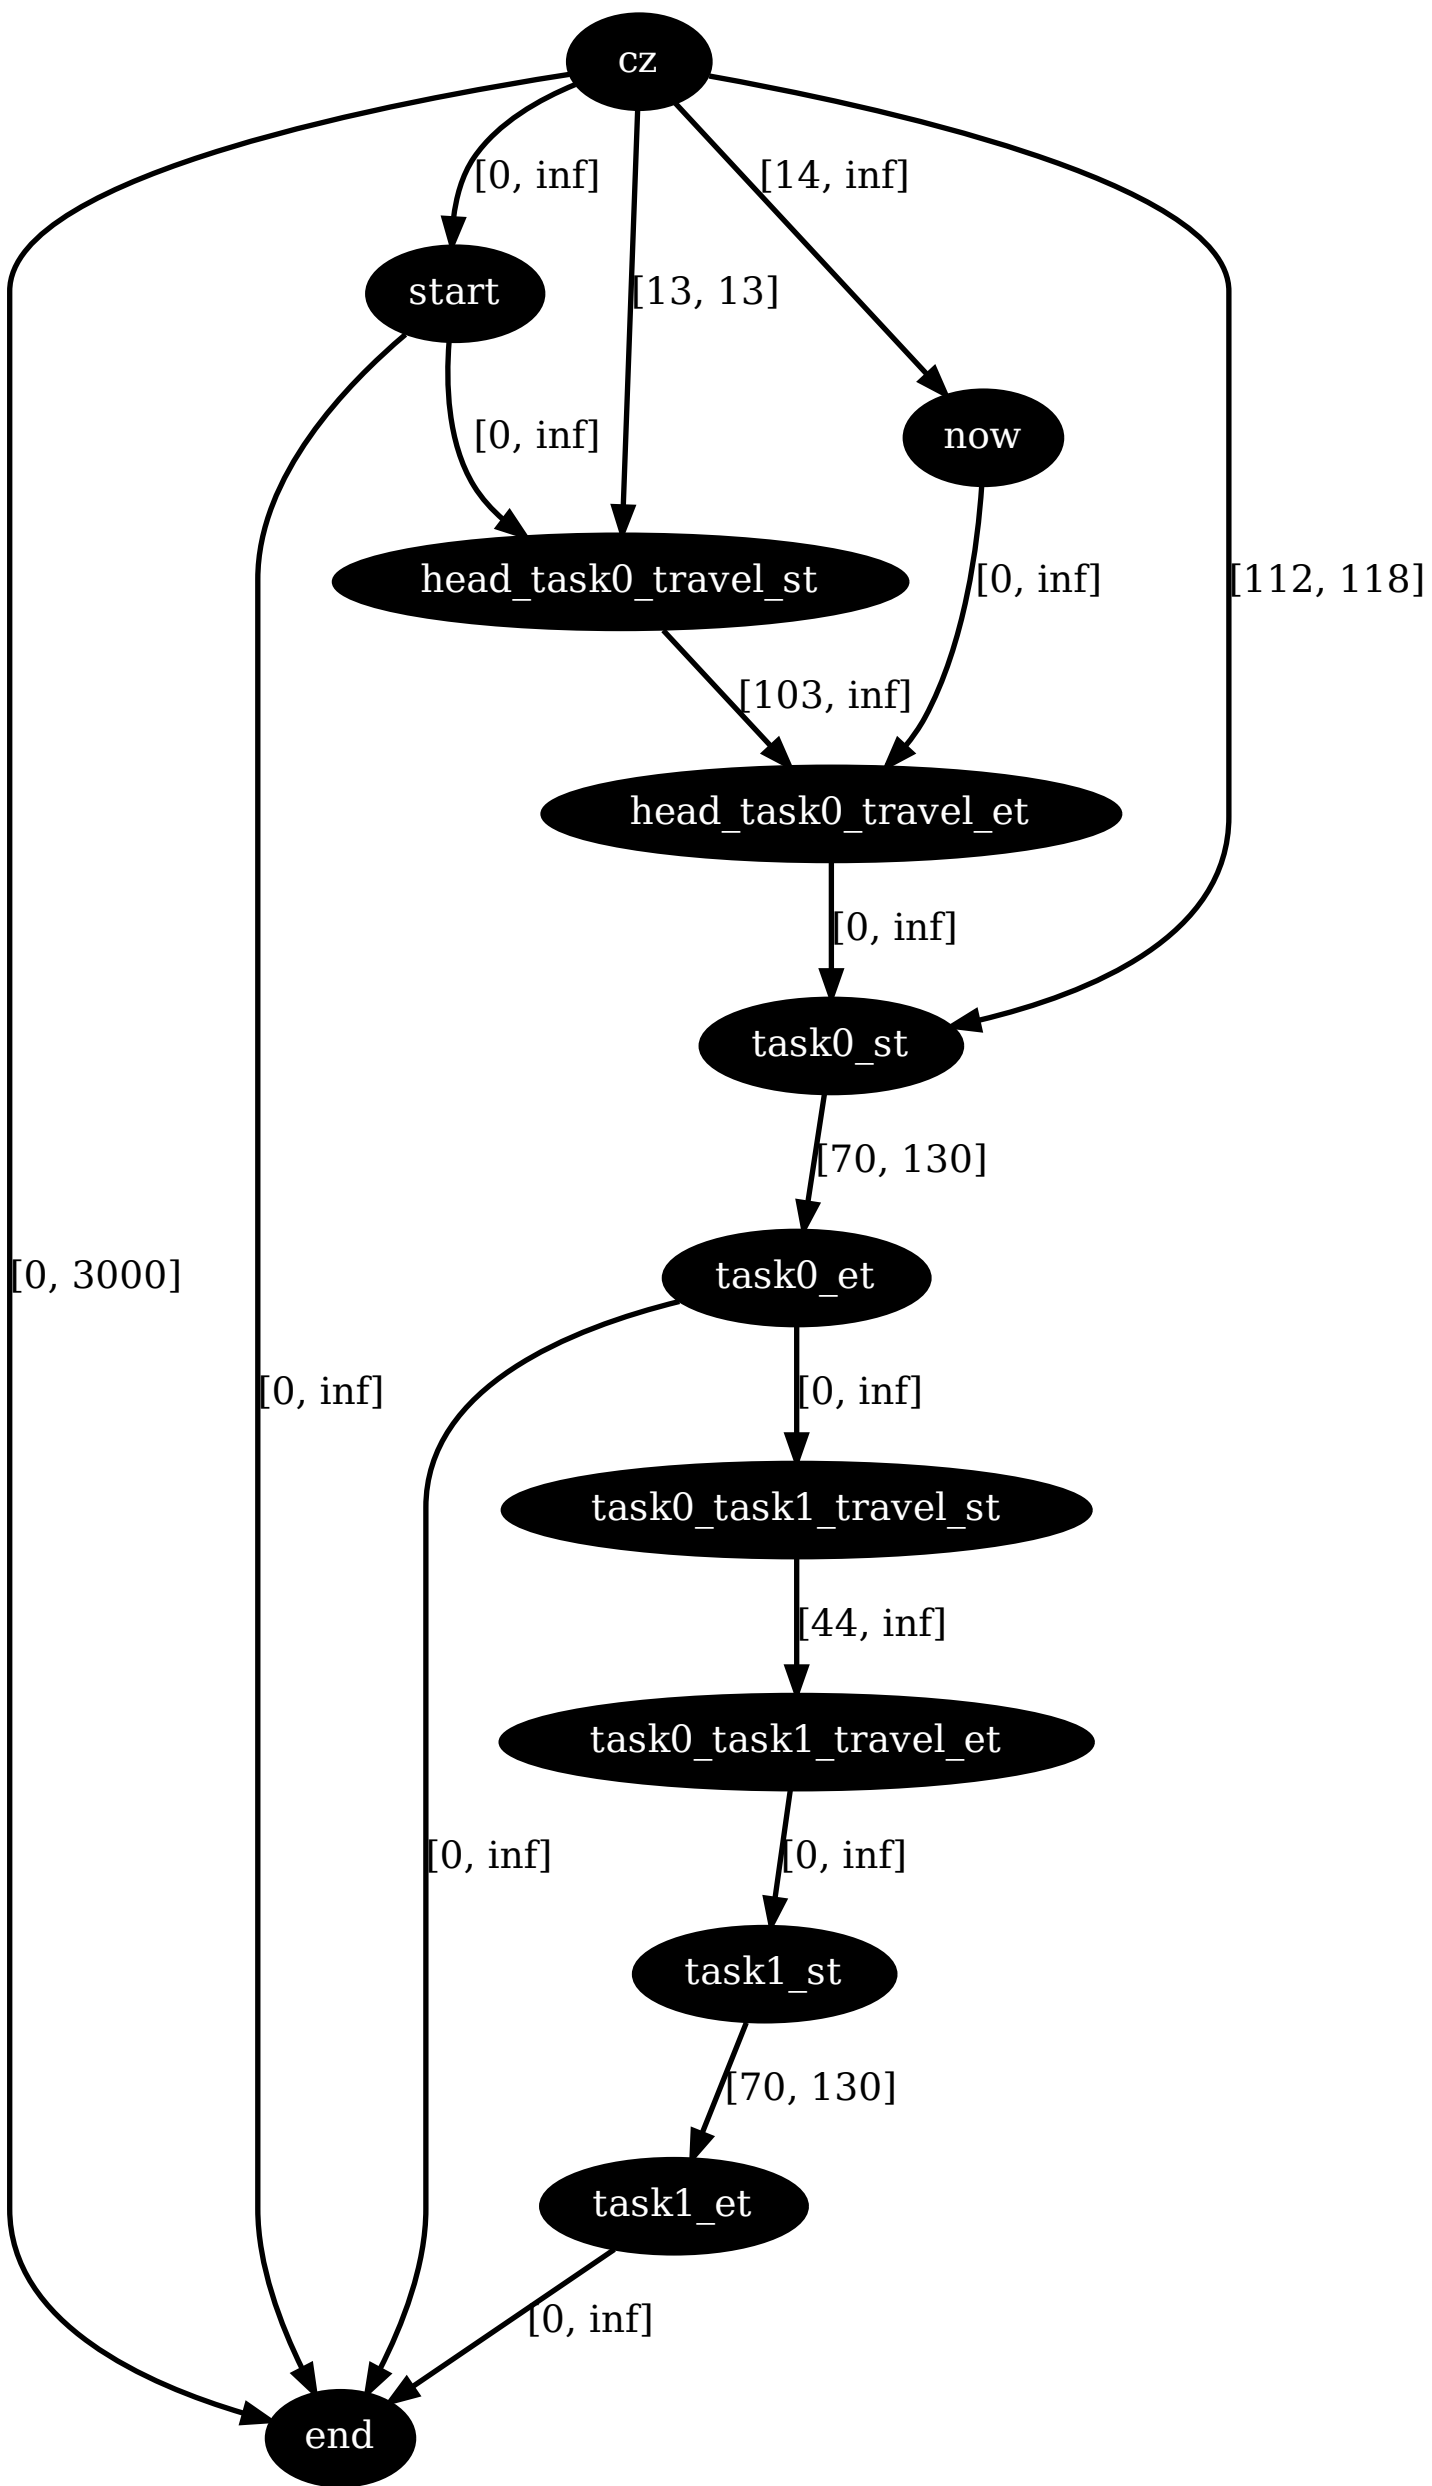 cz
[0, inf]
[14, inf]
start
[13, 13]
now
[0, inf]
head_task0_travel_st
[0, inf]
[112, 118]
[103, inf]
head_task0_travel_et
[0, inf]
task0_st
[70, 130]
task0_et
[0, 3000]
[0, inf]
[0, inf]
task0_task1_travel_st
[44, inf]
task0_task1_travel_et
[0, inf]
[0, inf]
task1_st
[70, 130]
task1_et
[0, inf]
end